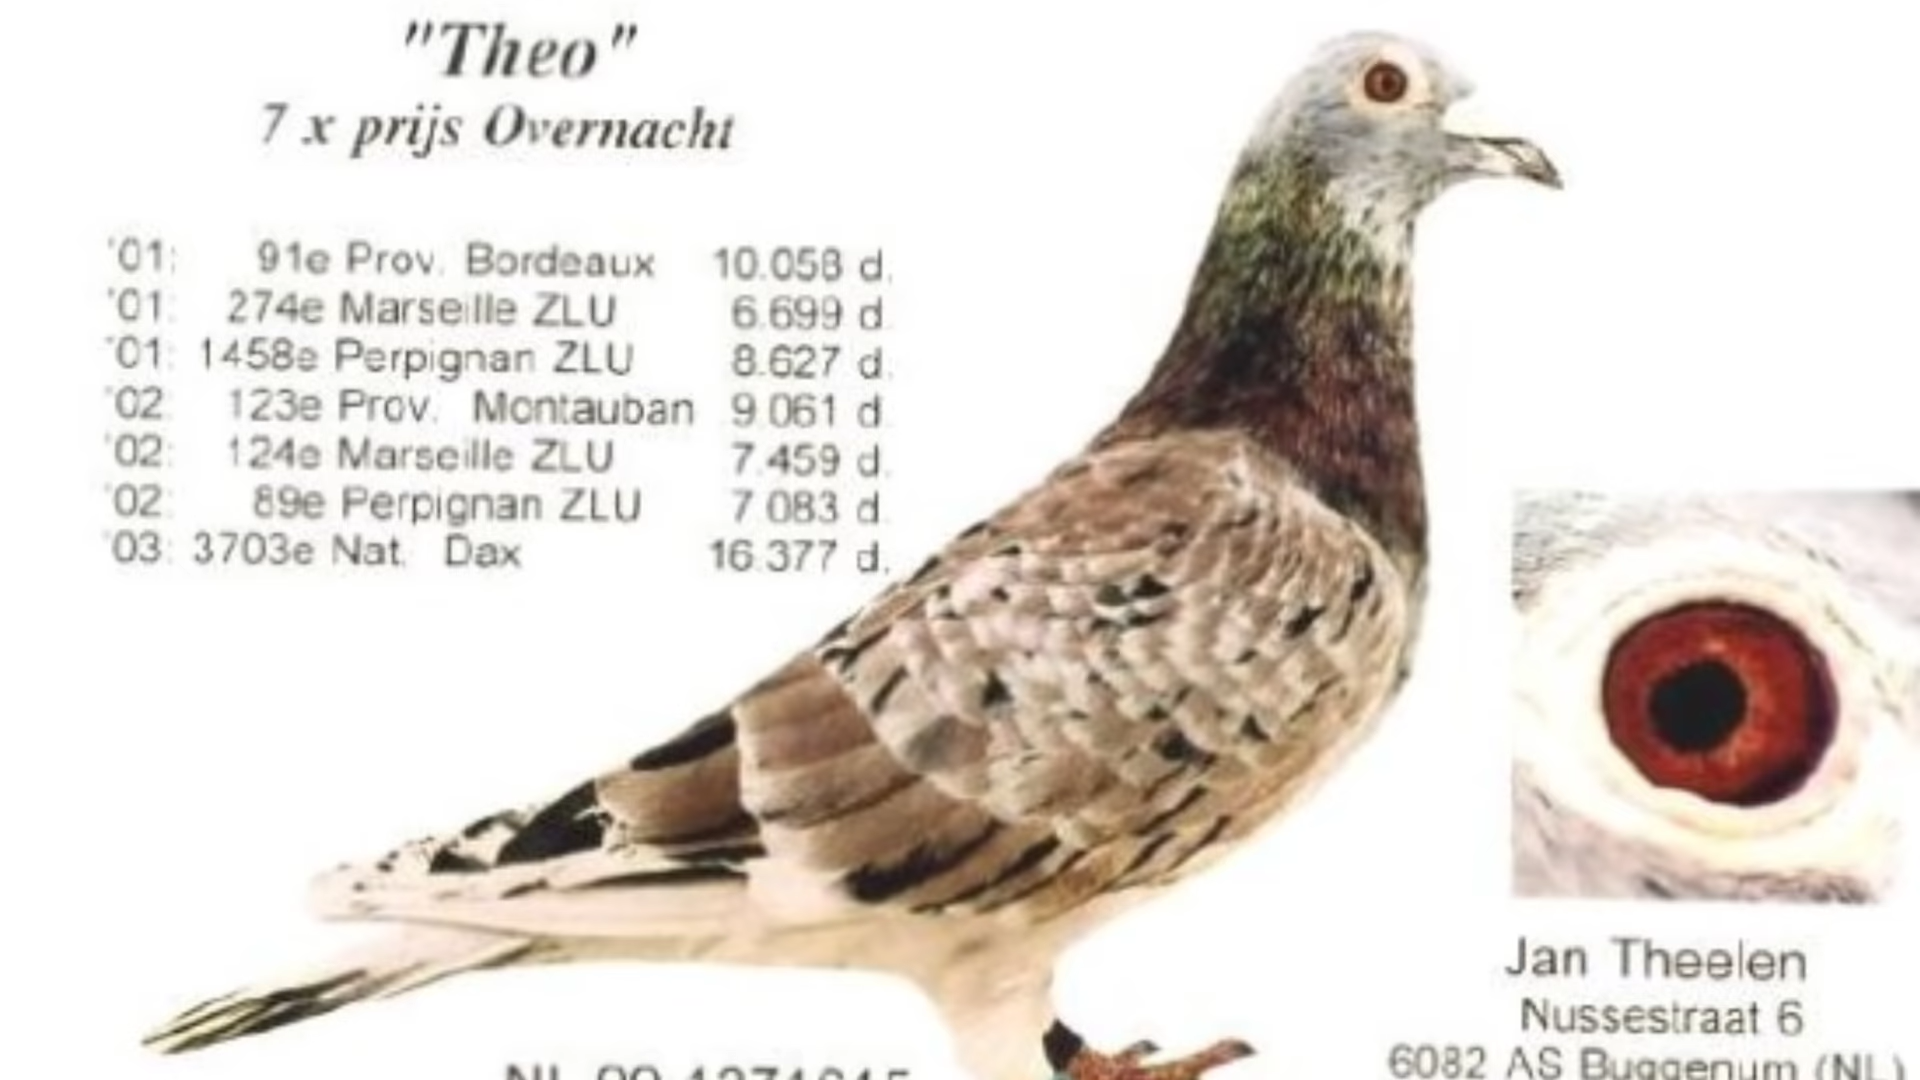 "Theo"
7 x prijs Overnacht
'01: 91e Prov. Bordeaux 10.058 d.
'01: 274e Marseille ZLU 6.699 d.
'01: 1458e Perpignan ZLU 8.627 d.
'02: 123e Prov. Montauban 9.061 d.
'02: 124e Marseille ZLU 7.459 d.
'02: 89e Perpignan ZLU 7.083 d.
'03: 3703e Nat. Dax 16.377 d.
Jan Theelen
Nussestraat 6
6082 AS Buggenum (NL)